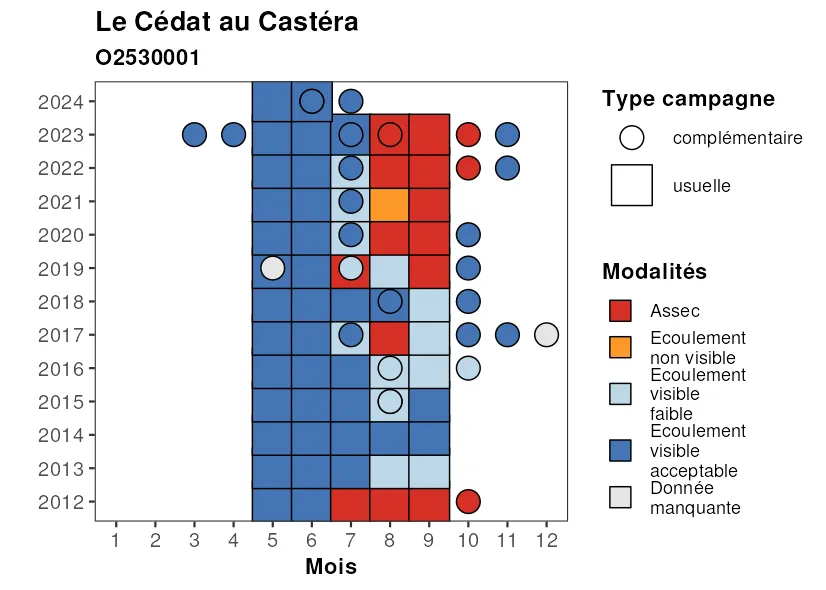 Le Cédat au Castéra
O2530001
2024
2023
2022
2021
2020
2019
2018
2017
2016
2015
2014
2013
2012
1 2 3 4 5 6 7 8 9 10 11 12
Mois
Type campagne
complémentaire
usuelle
Modalités
Assec
Ecoulement
non visible
Ecoulement
visible
faible
Ecoulement
visible
acceptable
Donnée
manquante